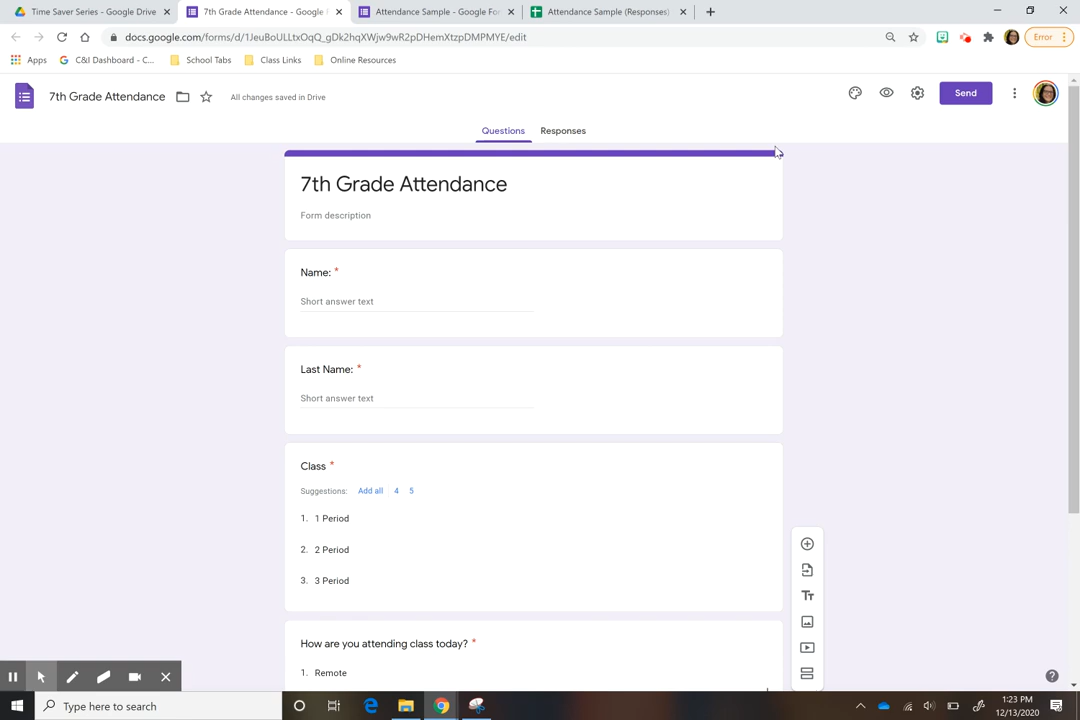 Time Saver Series - Google Drive
7th Grade Attendance - Google F
Attendance Sample - Google For
Attendance Sample (Responses)
docs.google.com/forms/d/1JeuBoULLtxOqQ_gDk2hqXWjw9wR2pDHemXtzpDMPMYE/edit
Error
Apps
C&I Dashboard - C...
School Tabs
Class Links
Online Resources
7th Grade Attendance
All changes saved in Drive
Send
Questions
Responses
7th Grade Attendance
Form description
Name: *
Short answer text
Last Name: *
Short answer text
Class *
Suggestions: Add all 4 5
1. 1 Period
2. 2 Period
3. 3 Period
How are you attending class today? *
1. Remote
Type here to search
1:23 PM
12/13/2020